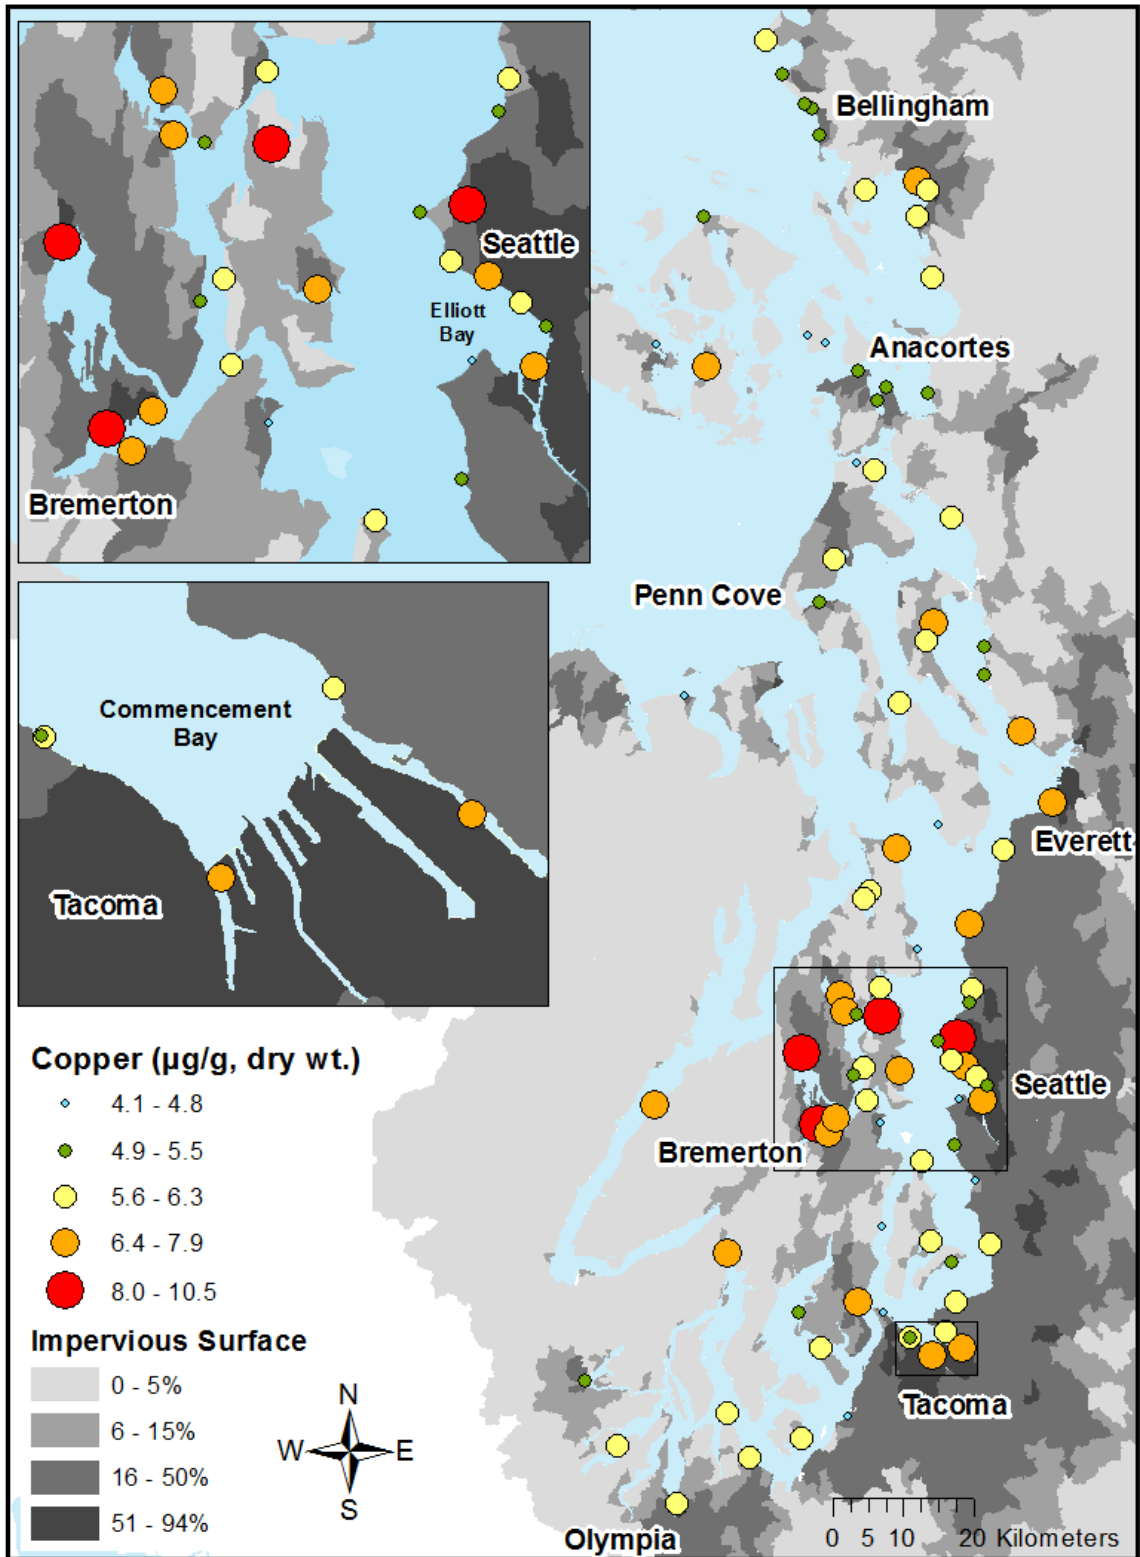 Bellingham
Seattle
Elliott
Bay
Anacortes
Bremerton
Penn Cove
Commencement
Bay
Everett
Tacoma
Copper (µg/g, dry wt.)
4.1 - 4.8
4.9 - 5.5
5.6 - 6.3
6.4 - 7.9
8.0 - 10.5
Seattle
Bremerton
Impervious Surface
0 - 5%
6 - 15%
16 - 50%
51 - 94%
N
W E
S
Tacoma
Olympia
0 5 10 20 Kilometers